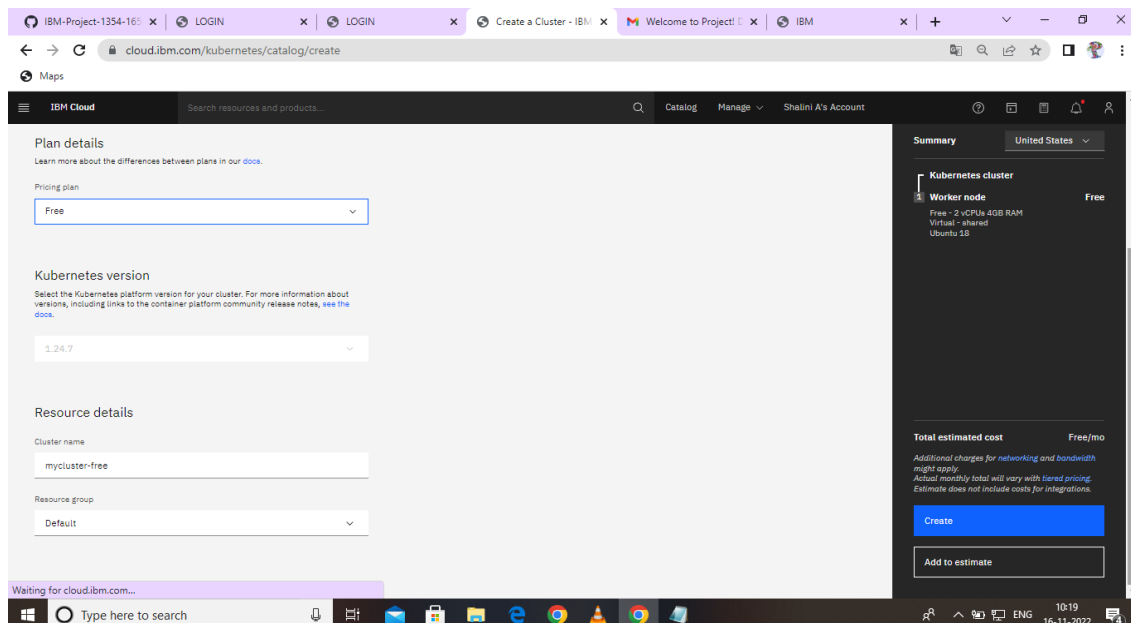 IBM-Project-1354-165
LOGIN
LOGIN
Create a Cluster - IBM
Welcome to Project! D
IBM
cloud.ibm.com/kubernetes/catalog/create
Maps
IBM Cloud
Search resources and products...
Catalog
Manage
Shalini A's Account
Plan details
Learn more about the differences between plans in our docs.
Pricing plan
Free
Kubernetes version
Select the Kubernetes platform version for your cluster. For more information about
versions, including links to the container platform community release notes, see the
docs.
1.24.7
Resource details
Cluster name
mycluster-free
Resource group
Default
Summary
United States
Kubernetes cluster
1 Worker node Free
Free - 2 vCPUs 4GB RAM
Virtual - shared
Ubuntu 18
Total estimated cost Free/mo
Additional charges for networking and bandwidth
might apply.
Actual monthly total will vary with tiered pricing.
Estimate does not include costs for integrations.
Create
Add to estimate
Waiting for cloud.ibm.com...
Type here to search
ENG
10:19
16-11-2022
4